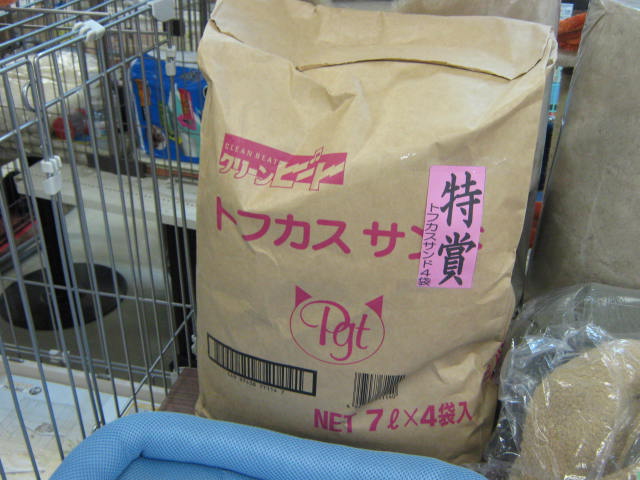 CLEAN BEAT
クリーンビート
トフカス サン
特賞
トフカスサンド4袋
Pgt
NET 7ℓ×4袋入